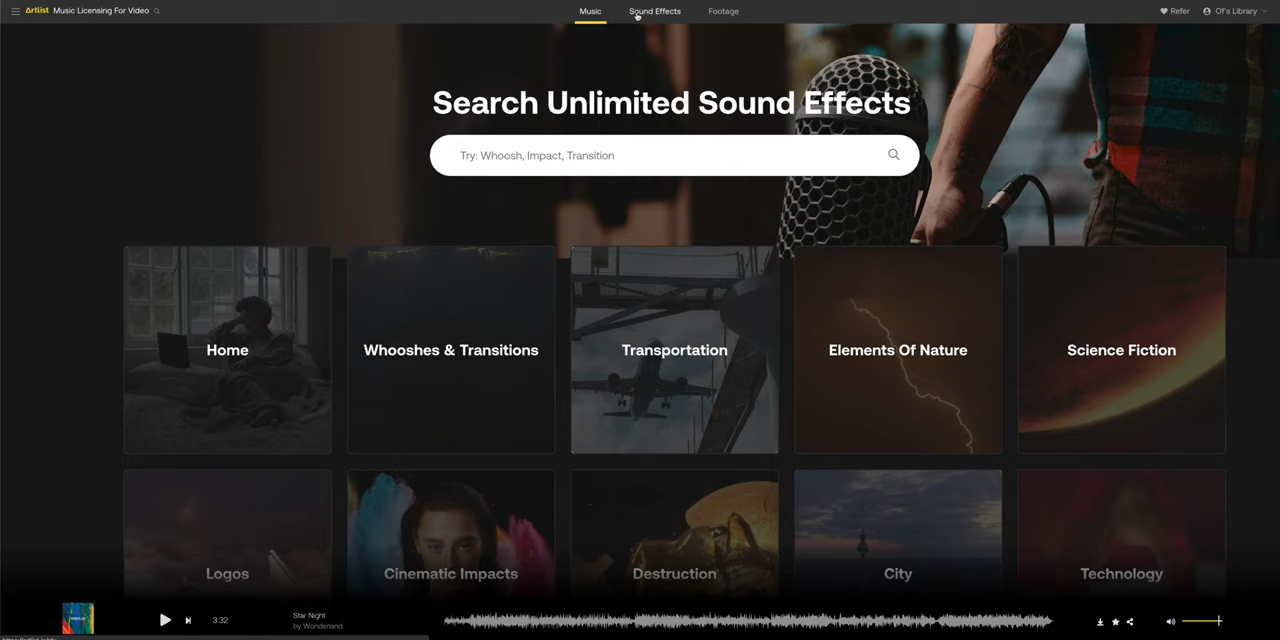 Artlist Music Licensing For Video
Music Sound Effects Footage
Refer Of's Library
Search Unlimited Sound Effects
Try: Whoosh, Impact, Transition
Home
Whooshes & Transitions
Transportation
Elements Of Nature
Science Fiction
Logos
Cinematic Impacts
Destruction
City
Technology
3:32
Star Night
by Wonderland